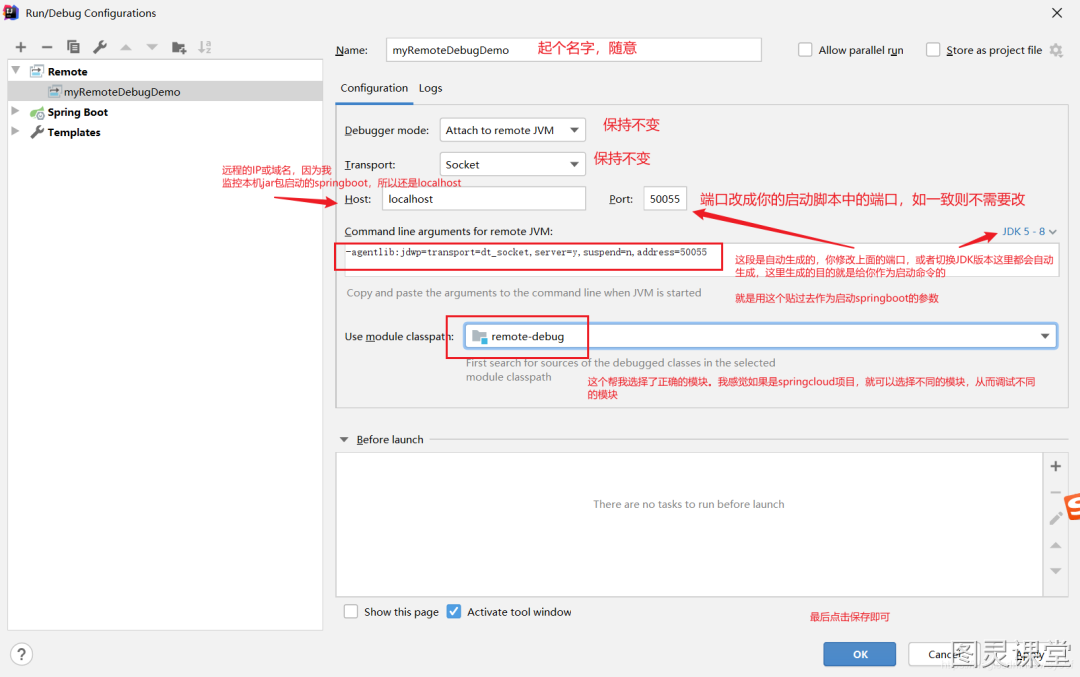 Run/Debug Configurations
Name:
myRemoteDebugDemo
起个名字，随意
Allow parallel run
Store as project file
Remote
myRemoteDebugDemo
Spring Boot
Templates
Configuration
Logs
Debugger mode:
Attach to remote JVM
保持不变
Transport:
Socket
保持不变
远程的IP或域名，因为我
监控本机jar包启动的springboot，所以还是localhost
Host:
localhost
Port:
50055
端口改成你的启动脚本中的端口，如一致则不需要改
Command line arguments for remote JVM:
JDK 5 - 8
-agentlib:jdwp=transport=dt_socket,server=y,suspend=n,address=50055
这段是自动生成的，你修改上面的端口，或者切换JDK版本这里都会自动
生成，这里生成的目的就是给你作为启动命令的
Copy and paste the arguments to the command line when JVM is started
就是用这个贴过去作为启动springboot的参数
Use module classpath:
remote-debug
First search for sources of the debugged classes in the selected
module classpath
这个帮我选择了正确的模块。我感觉如果是springcloud项目，就可以选择不同的模块，从而调试不同
的模块
Before launch
There are no tasks to run before launch
Show this page
Activate tool window
最后点击保存即可
?
OK
Cancel
Apply
图灵课堂